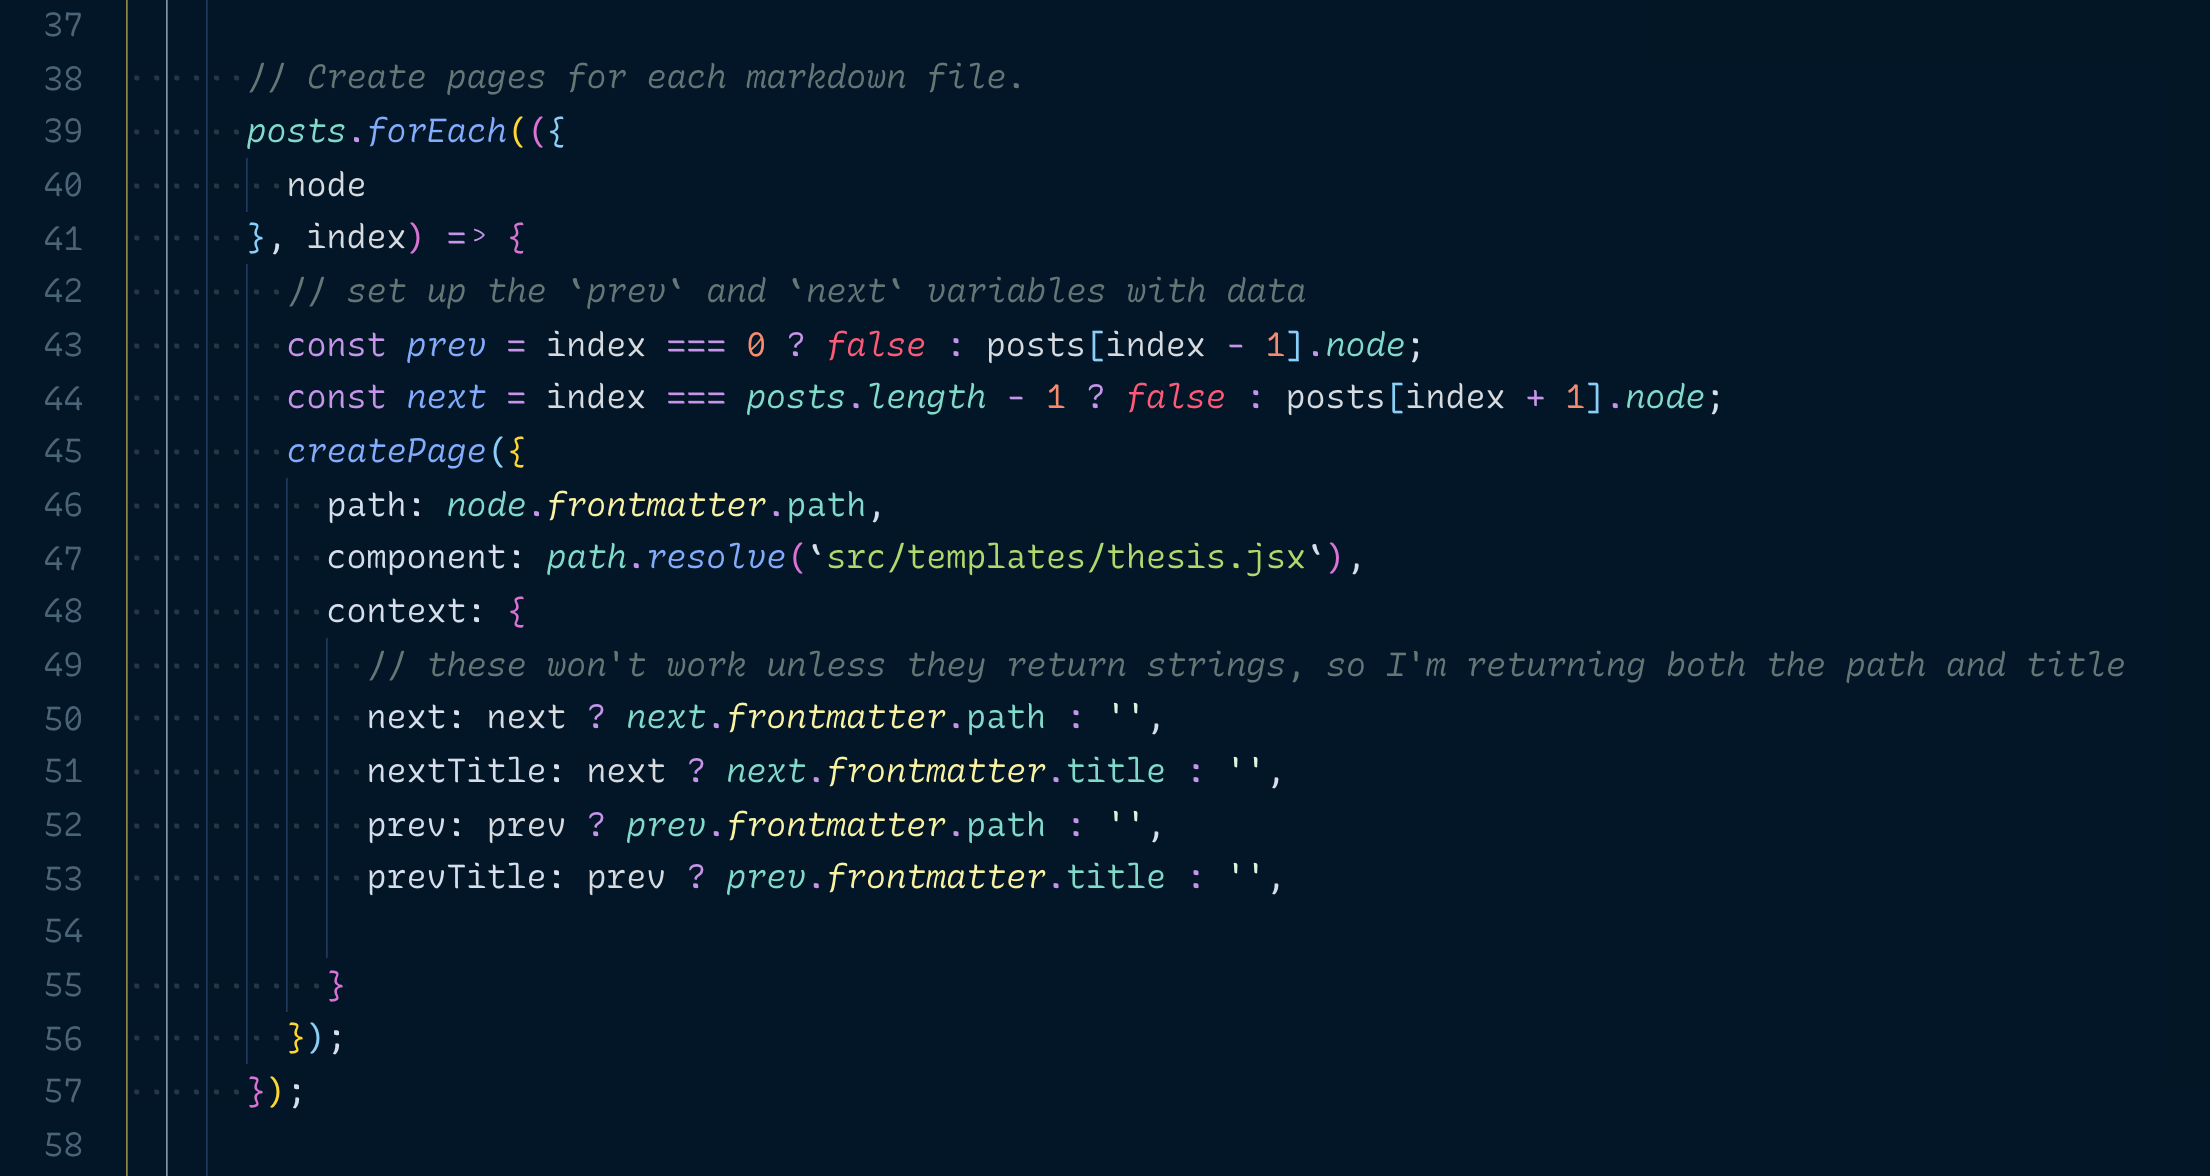 37
38 // Create pages for each markdown file.
39 posts.forEach(({
40 node
41 }, index) => {
42 // set up the `prev` and `next` variables with data
43 const prev = index === 0 ? false : posts[index - 1].node;
44 const next = index === posts.length - 1 ? false : posts[index + 1].node;
45 createPage({
46 path: node.frontmatter.path,
47 component: path.resolve(`src/templates/thesis.jsx`),
48 context: {
49 // these won't work unless they return strings, so I'm returning both the path and title
50 next: next ? next.frontmatter.path : '',
51 nextTitle: next ? next.frontmatter.title : '',
52 prev: prev ? prev.frontmatter.path : '',
53 prevTitle: prev ? prev.frontmatter.title : '',
54
55 }
56 });
57 });
58